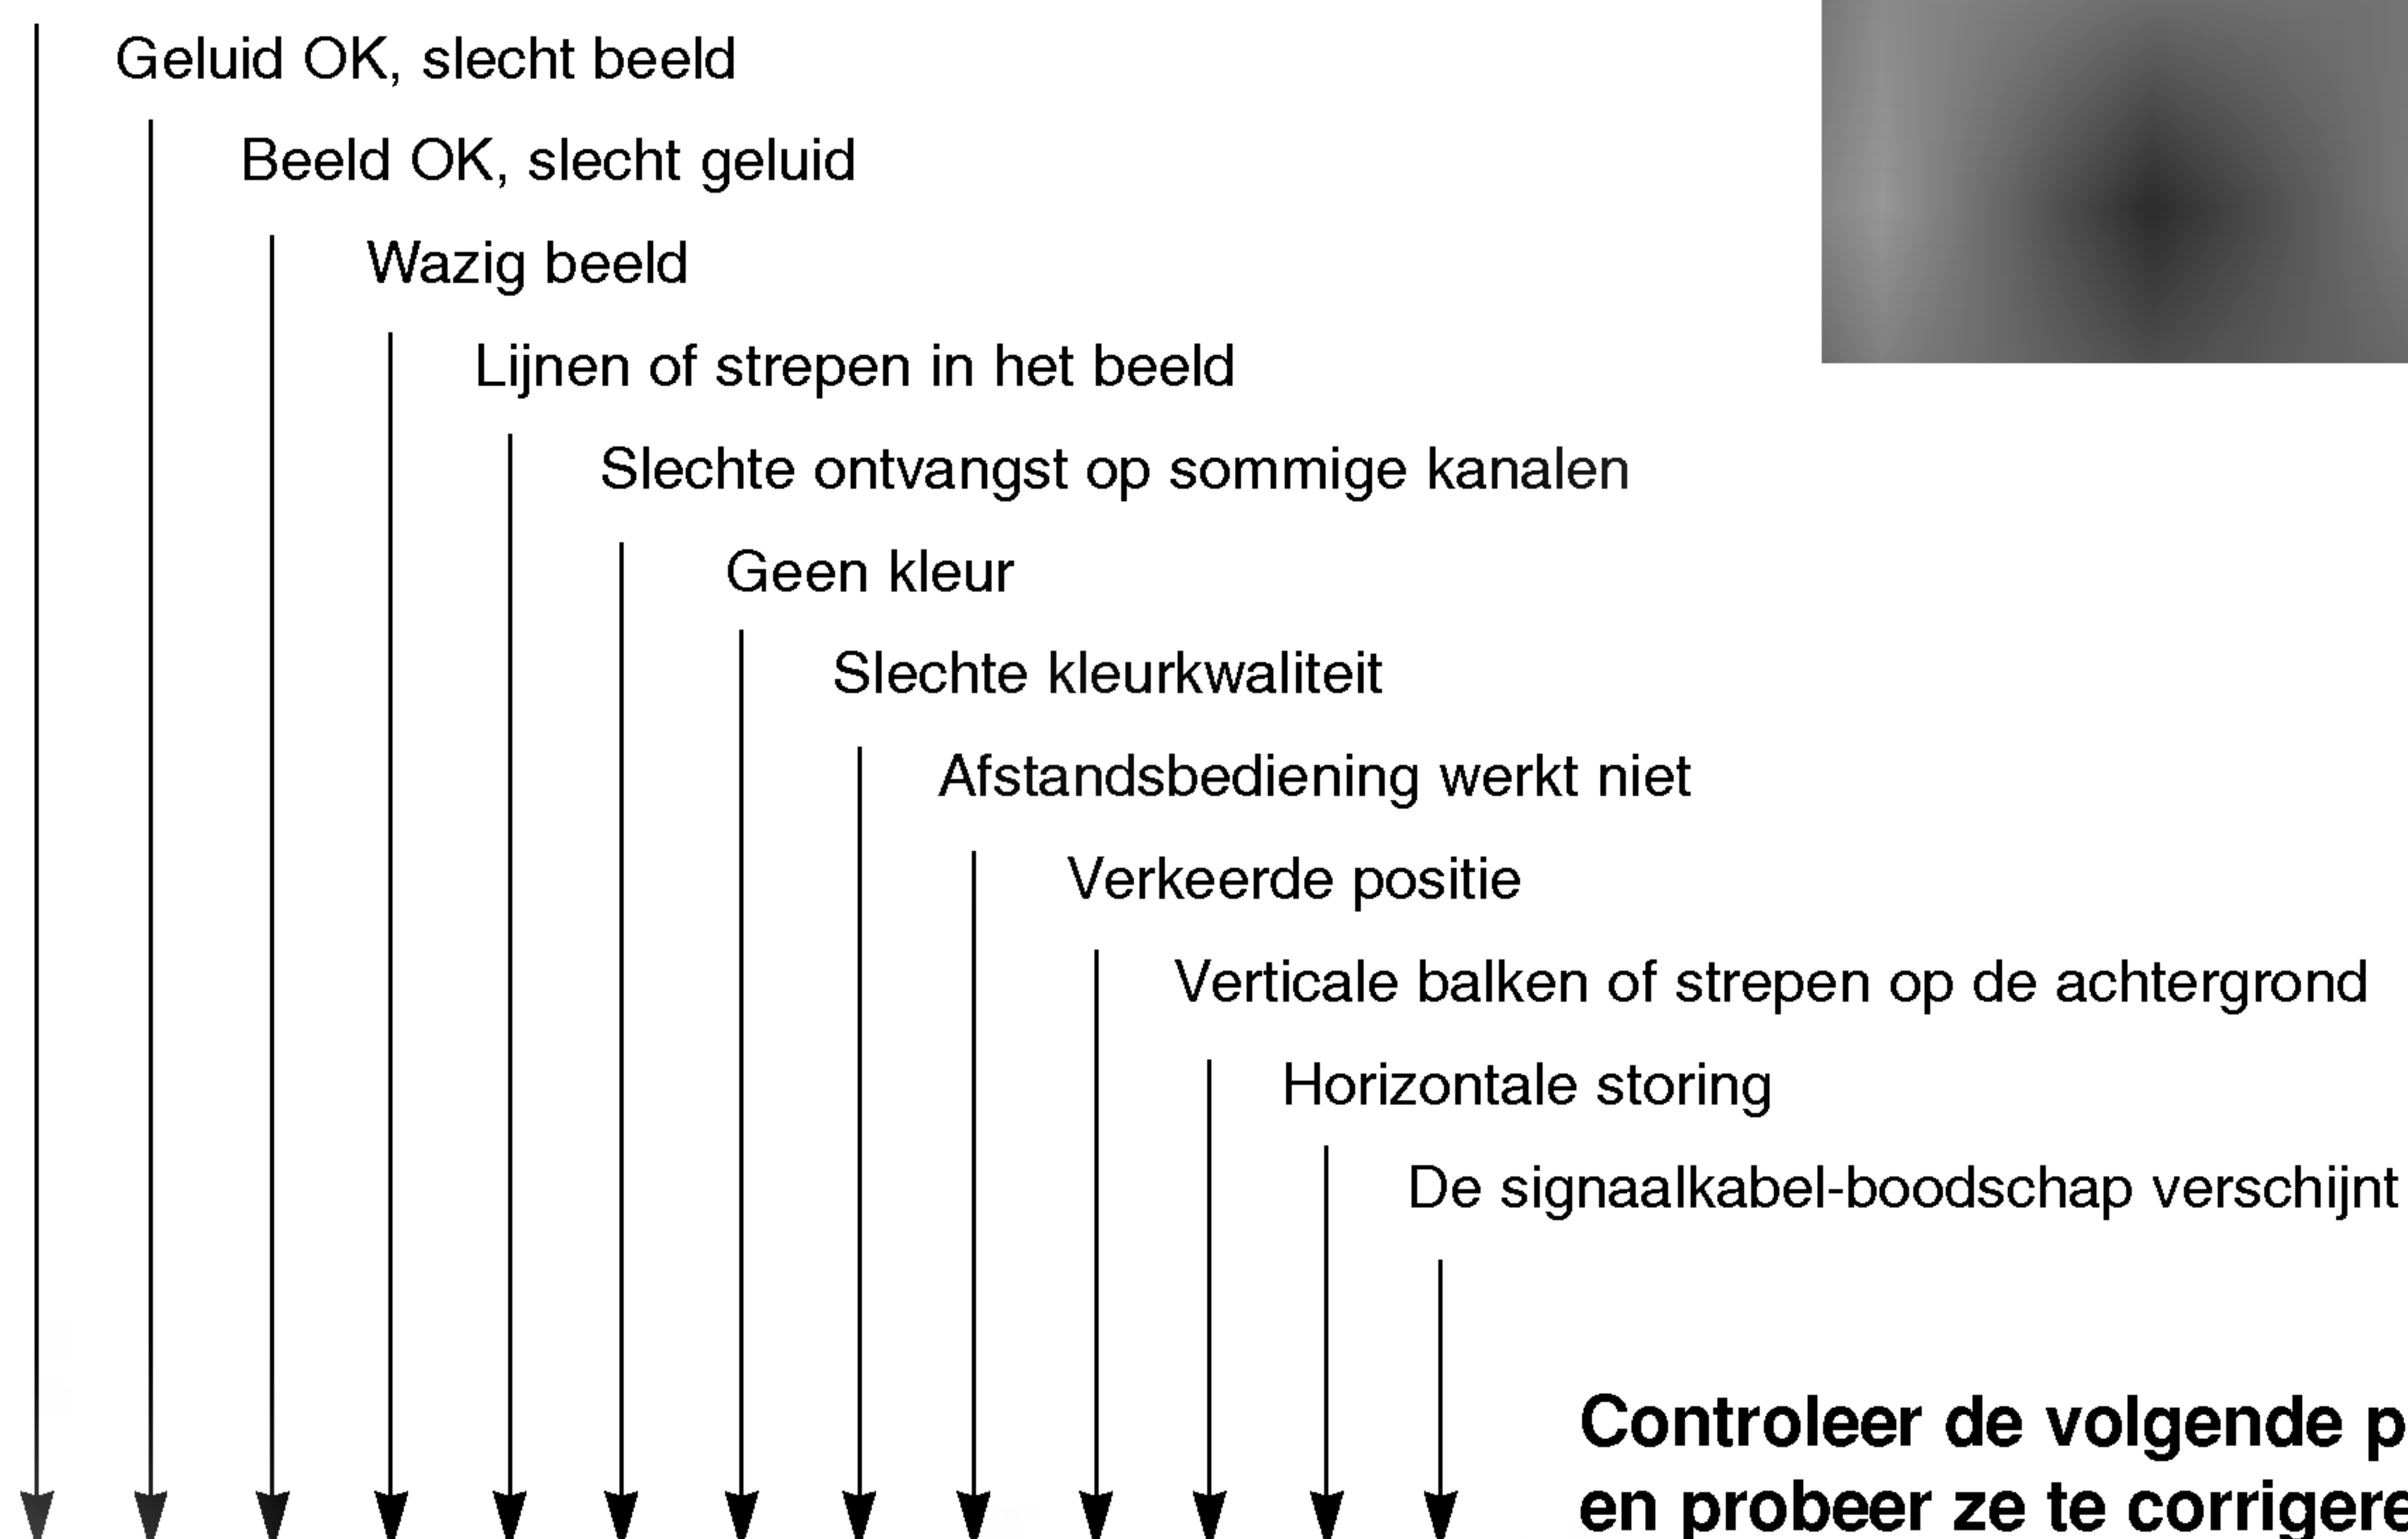 Geluid OK, slecht beeld
Beeld OK, slecht geluid
Wazig beeld
Lijnen of strepen in het beeld
Slechte ontvangst op sommige kanalen
Geen kleur
Slechte kleurkwaliteit
Afstandsbediening werkt niet
Verkeerde positie
Verticale balken of strepen op de achtergrond
Horizontale storing
De signaalkabel-boodschap verschijnt
Controleer de volgende
en probeer ze te